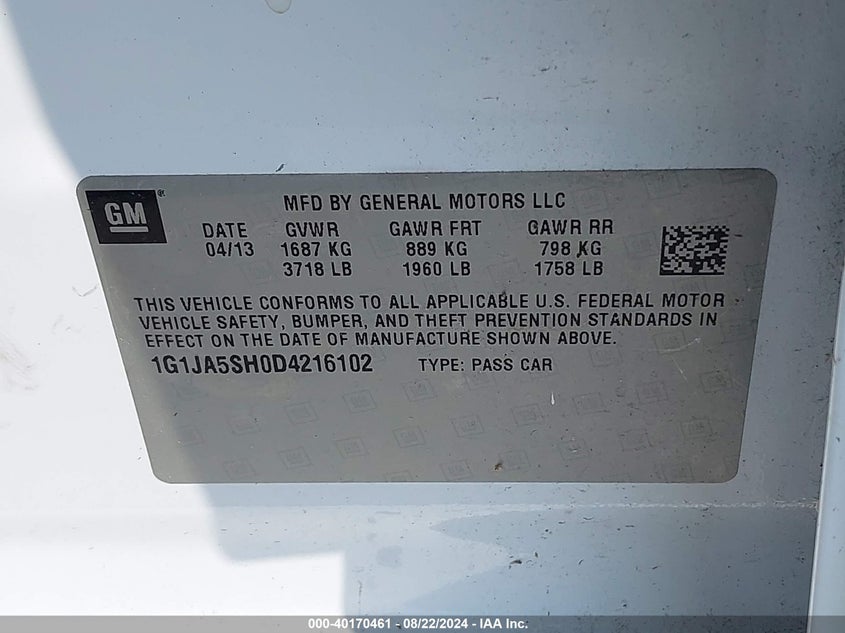 GM ®
MFD BY GENERAL MOTORS LLC
DATE GVWR GAWR FRT GAWR RR
04/13 1687 KG 889 KG 798 KG
3718 LB 1960 LB 1758 LB
THIS VEHICLE CONFORMS TO ALL APPLICABLE U.S. FEDERAL MOTOR
VEHICLE SAFETY, BUMPER, AND THEFT PREVENTION STANDARDS IN
EFFECT ON THE DATE OF MANUFACTURE SHOWN ABOVE.
1G1JA5SH0D4216102 TYPE: PASS CAR
000-40170461 - 08/22/2024 - IAA Inc.